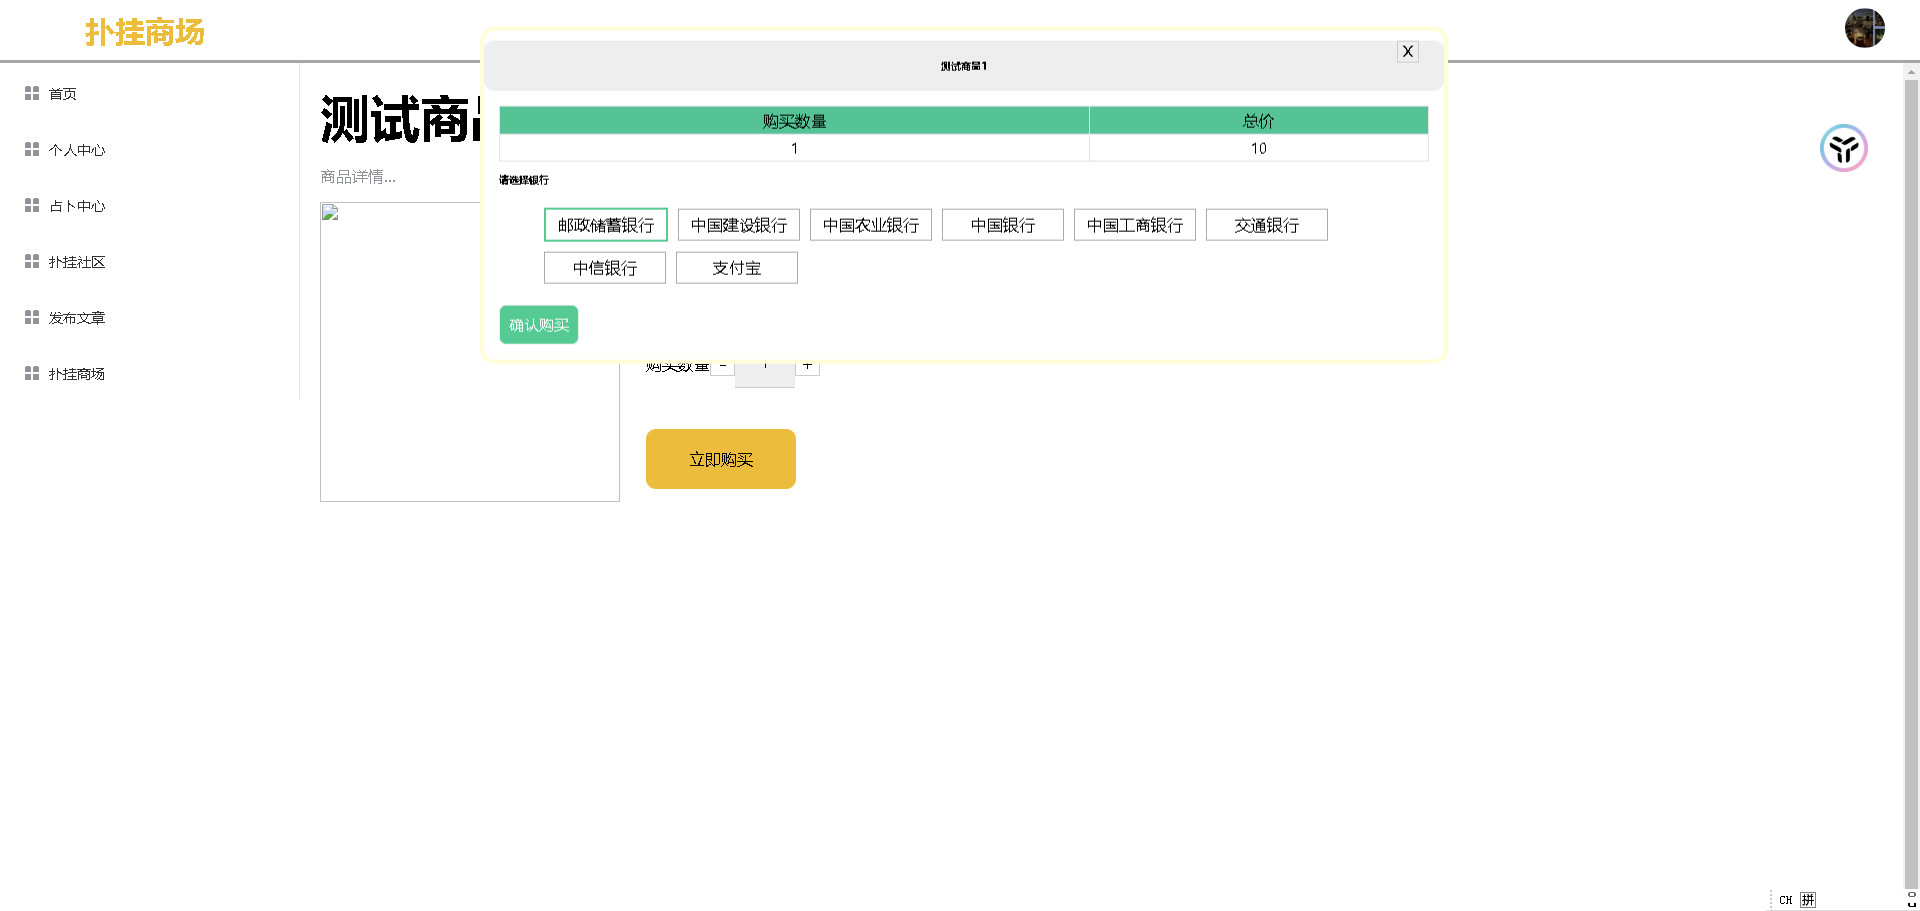 扑挂商场
首页
个人中心
占卜中心
扑挂社区
发布文章
扑挂商场
测试商品
商品详情...
测试商品1
X
购买数量 总价
1 10
请选择银行
邮政储蓄银行 中国建设银行 中国农业银行 中国银行 中国工商银行 交通银行
中信银行 支付宝
确认购买
购买数量 - 1 +
立即购买
CH 拼